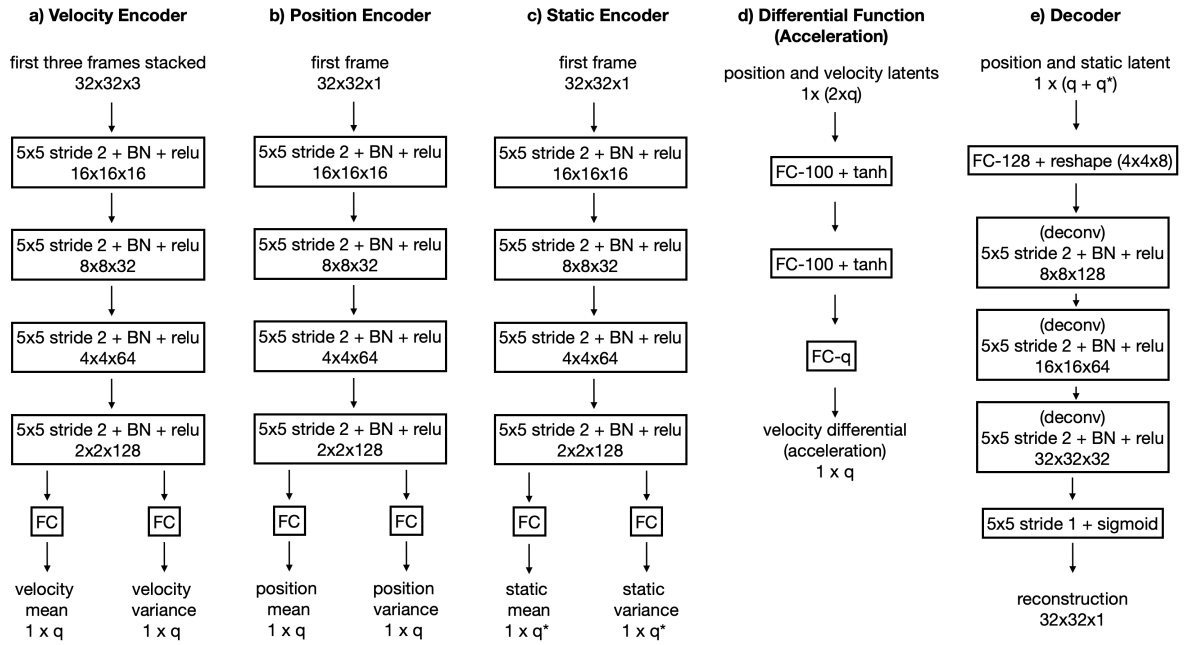 a) Velocity Encoder
first three frames stacked
32x32x3
5x5 stride 2 + BN + relu
16x16x16
5x5 stride 2 + BN + relu
8x8x32
5x5 stride 2 + BN + relu
4x4x64
5x5 stride 2 + BN + relu
2x2x128
FC
FC
velocity
mean
1 x q
velocity
variance
1 x q
b) Position Encoder
first frame
32x32x1
5x5 stride 2 + BN + relu
16x16x16
5x5 stride 2 + BN + relu
8x8x32
5x5 stride 2 + BN + relu
4x4x64
5x5 stride 2 + BN + relu
2x2x128
FC
FC
position
mean
1 x q
position
variance
1 x q
c) Static Encoder
first frame
32x32x1
5x5 stride 2 + BN + relu
16x16x16
5x5 stride 2 + BN + relu
8x8x32
5x5 stride 2 + BN + relu
4x4x64
5x5 stride 2 + BN + relu
2x2x128
FC
FC
static
mean
1 x q*
static
variance
1 x q*
d) Differential Function
(Acceleration)
position and velocity latents
1x (2xq)
FC-100 + tanh
FC-100 + tanh
FC-q
velocity differential
(acceleration)
1 x q
e) Decoder
position and static latent
1 x (q + q*)
FC-128 + reshape (4x4x8)
(deconv)
5x5 stride 2 + BN + relu
8x8x128
(deconv)
5x5 stride 2 + BN + relu
16x16x64
(deconv)
5x5 stride 2 + BN + relu
32x32x32
5x5 stride 1 + sigmoid
reconstruction
32x32x1